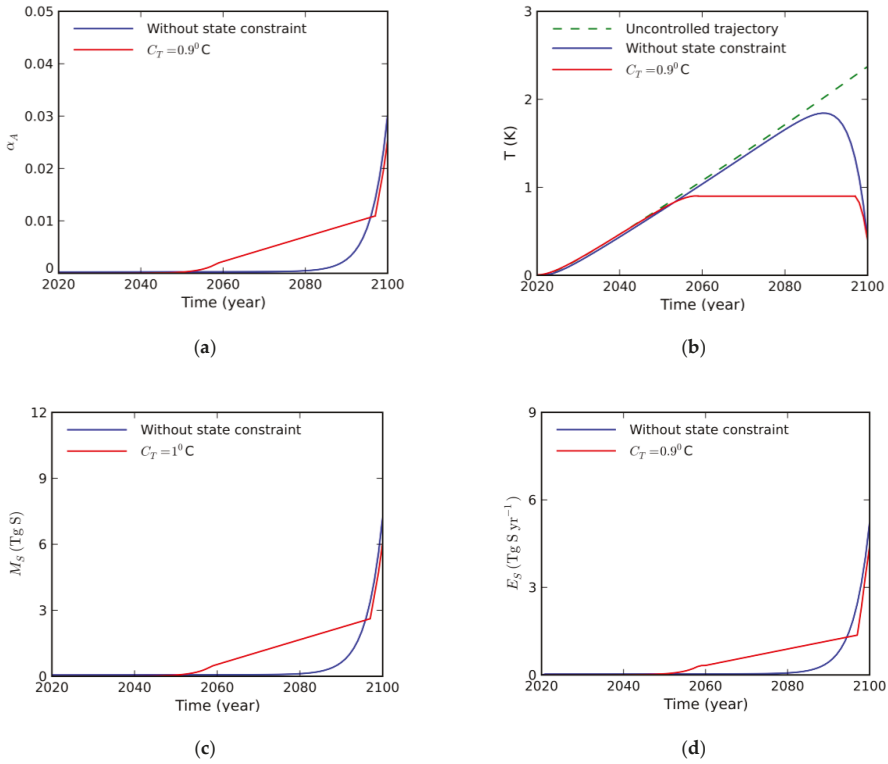 0.05
0.04
0.03
0.02
0.01
0
α_A
Without state constraint
C_T = 0.9⁰C
2020 2040 2060 2080 2100
Time (year)
(a)
3
2
1
0
T (K)
Uncontrolled trajectory
Without state constraint
C_T = 0.9⁰C
2020 2040 2060 2080 2100
Time (year)
(b)
12
9
6
3
0
M_S (Tg S)
Without state constraint
C_T = 1⁰C
2020 2040 2060 2080 2100
Time (year)
(c)
9
6
3
0
E_S (Tg S yr⁻¹)
Without state constraint
C_T = 0.9⁰C
2020 2040 2060 2080 2100
Time (year)
(d)